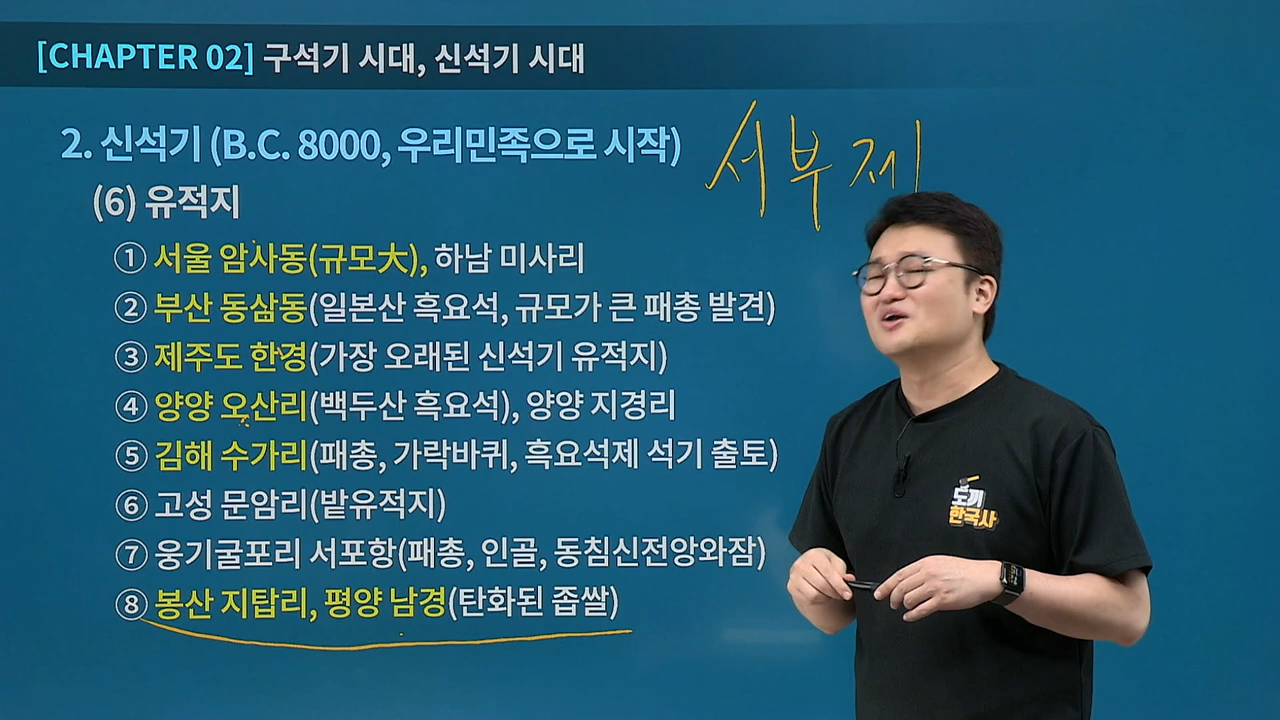 [CHAPTER 02] 구석기 시대, 신석기 시대
2. 신석기 (B.C. 8000, 우리민족으로 시작)
서부제
(6) 유적지
① 서울 암사동(규모大), 하남 미사리
② 부산 동삼동(일본산 흑요석, 규모가 큰 패총 발견)
③ 제주도 한경(가장 오래된 신석기 유적지)
④ 양양 오산리(백두산 흑요석), 양양 지경리
⑤ 김해 수가리(패총, 가락바퀴, 흑요석제 석기 출토)
⑥ 고성 문암리(밭유적지)
⑦ 웅기굴포리 서포항(패총, 인골, 동침신전앙와잠)
⑧ 봉산 지탑리, 평양 남경(탄화된 좁쌀)
도끼
한국사